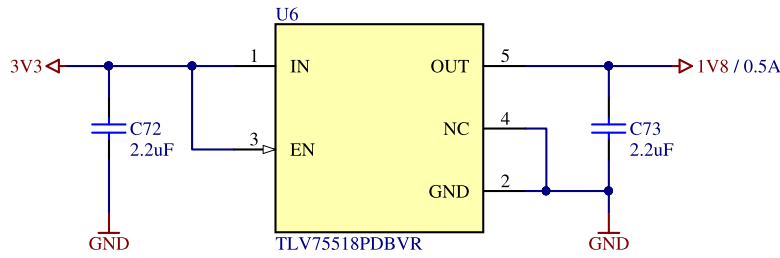 U6
3V3
1
IN
OUT
5
1V8 / 0.5A
C72
2.2uF
3
EN
NC
4
C73
2.2uF
GND
2
GND
TLV75518PDBVR
GND